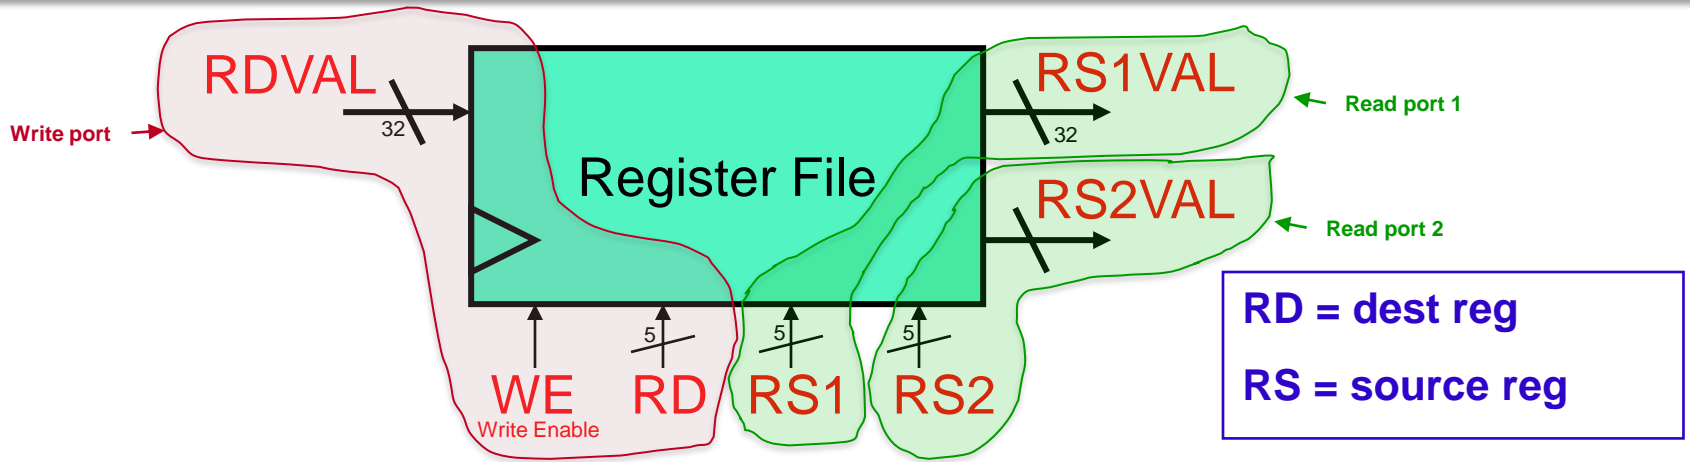 RDVAL
32
Write port
Register File
RS1VAL
32
Read port 1
RS2VAL
Read port 2
5
5
5
WE
Write Enable
RD
RS1
RS2
RD = dest reg
RS = source reg